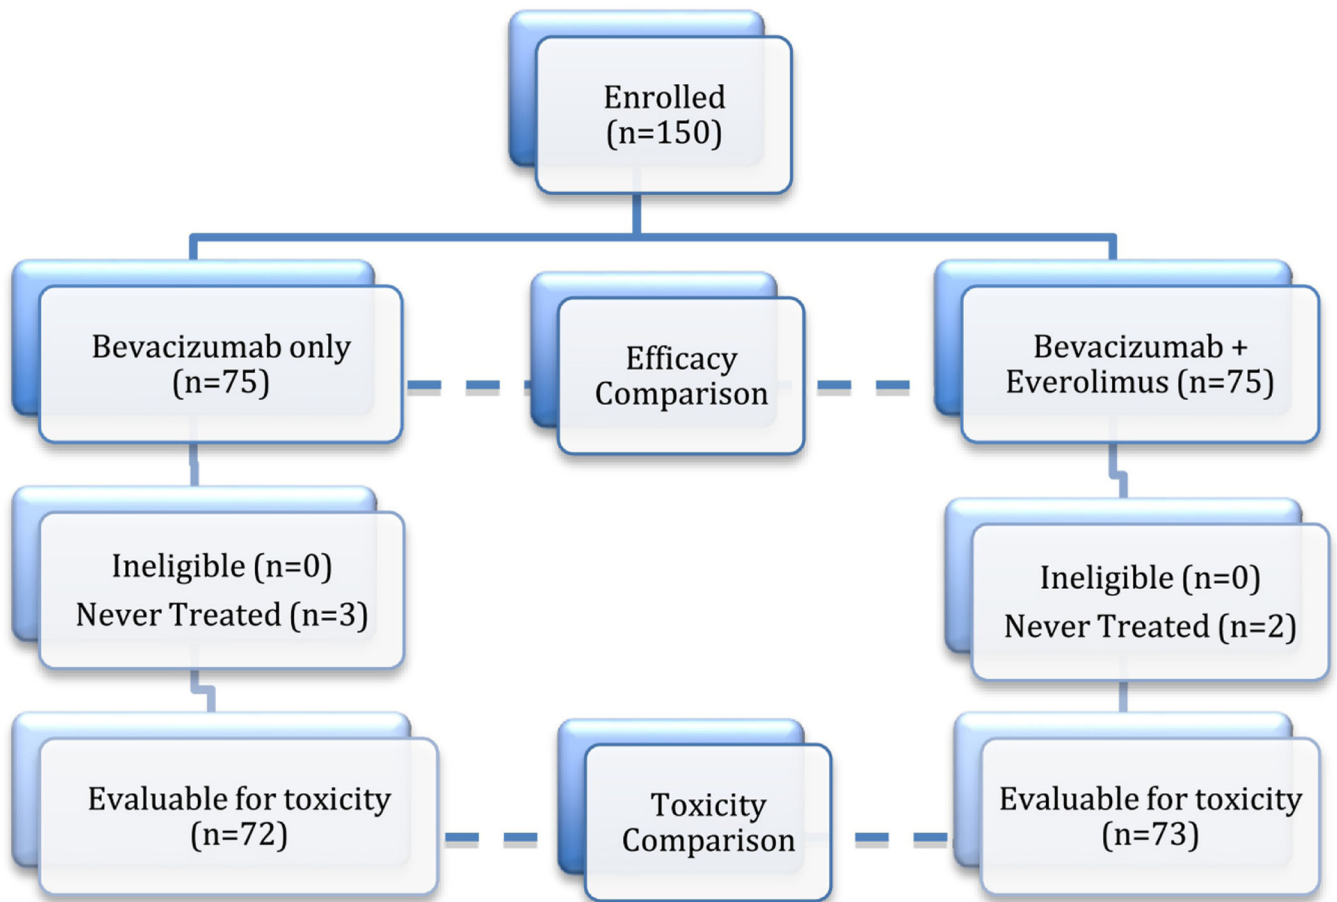 Enrolled
(n=150)
Bevacizumab only
(n=75)
Efficacy
Comparison
Bevacizumab +
Everolimus (n=75)
Ineligible (n=0)
Never Treated (n=3)
Ineligible (n=0)
Never Treated (n=2)
Evaluable for toxicity
(n=72)
Toxicity
Comparison
Evaluable for toxicity
(n=73)